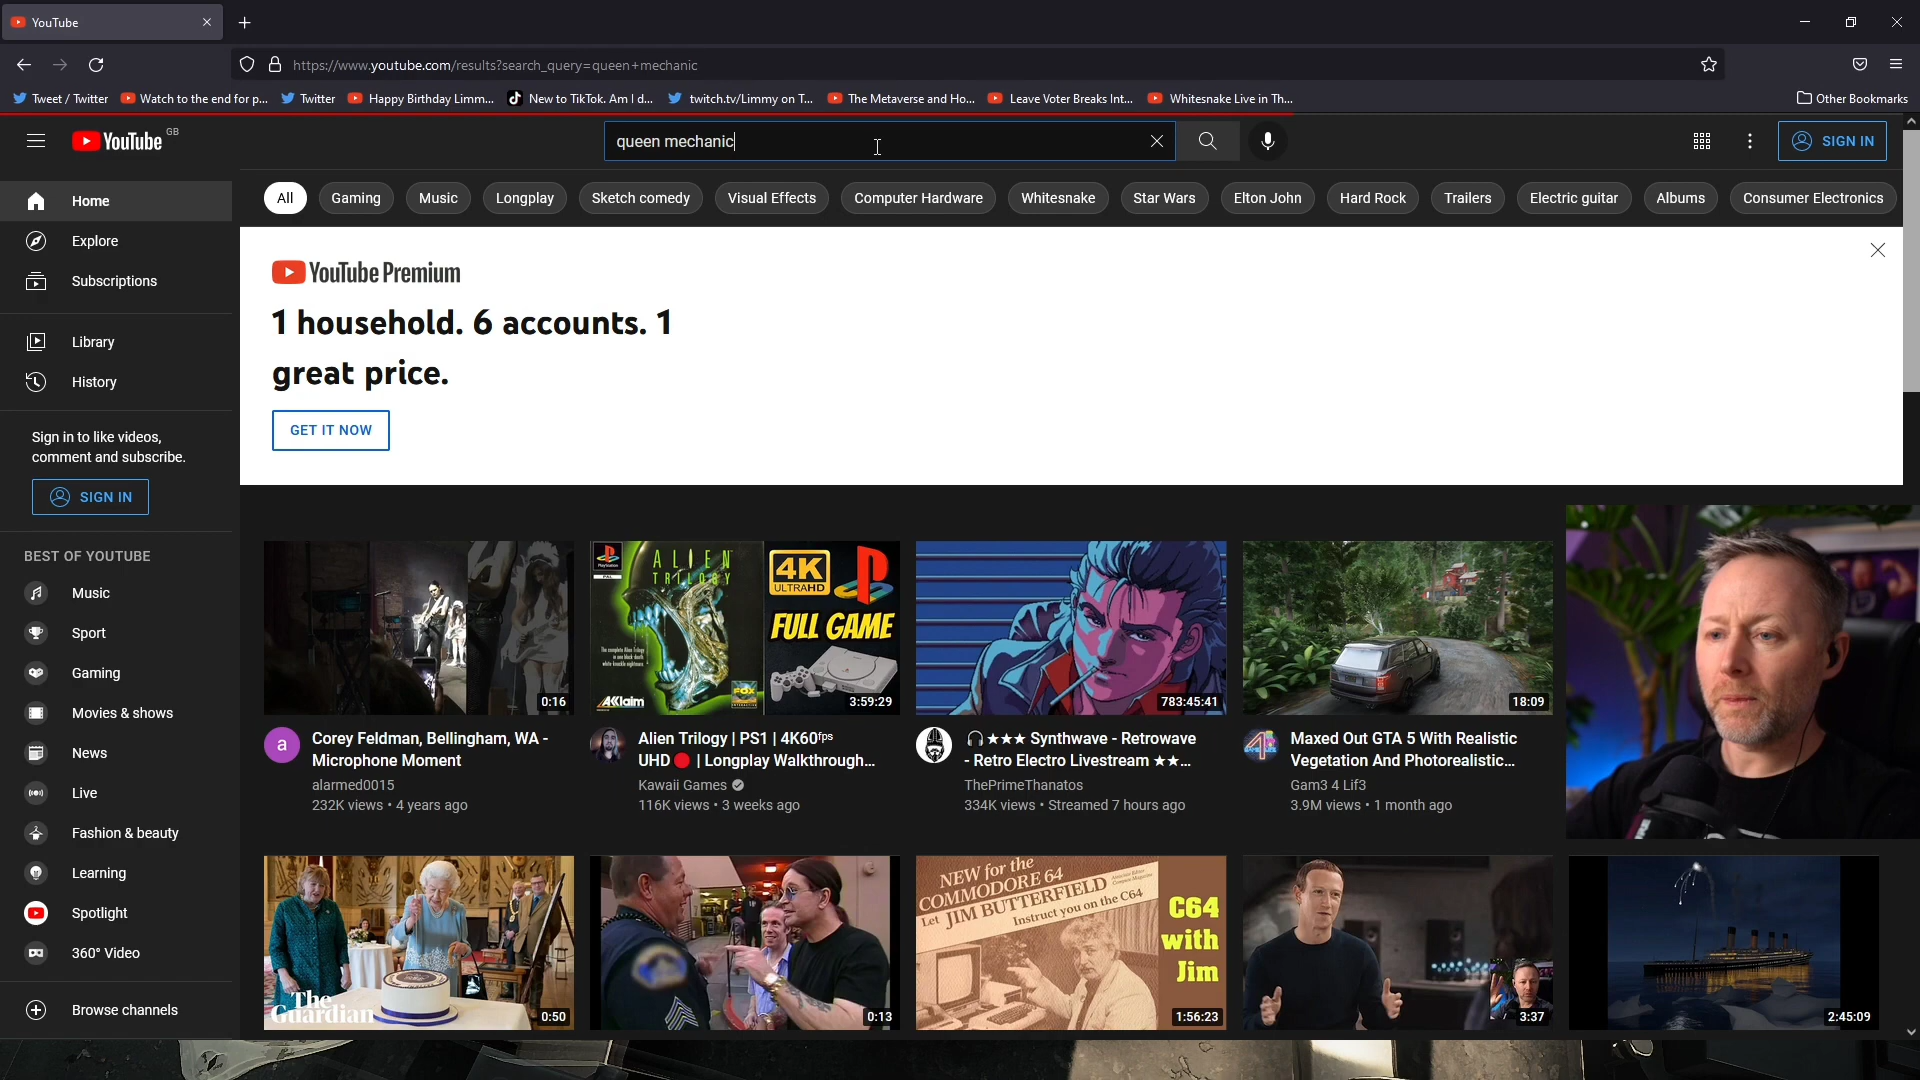 YouTube
https://www.youtube.com/results?search_query=queen+mechanic
Tweet / Twitter
Watch to the end for p...
Twitter
Happy Birthday Limm...
New to TikTok. Am I d...
twitch.tv/Limmy on T...
The Metaverse and Ho...
Leave Voter Breaks Int...
Whitesnake Live in Th...
Other Bookmarks
YouTube GB
queen mechanic
SIGN IN
All
Gaming
Music
Longplay
Sketch comedy
Visual Effects
Computer Hardware
Whitesnake
Star Wars
Elton John
Hard Rock
Trailers
Electric guitar
Albums
Consumer Electronics
Home
Explore
Subscriptions
Library
History
Sign in to like videos,
comment and subscribe.
SIGN IN
BEST OF YOUTUBE
Music
Sport
Gaming
Movies & shows
News
Live
Fashion & beauty
Learning
Spotlight
360° Video
Browse channels
YouTube Premium
1 household. 6 accounts. 1
great price.
GET IT NOW
0:16
a
Corey Feldman, Bellingham, WA -
Microphone Moment
alarmed0015
232K views • 4 years ago
PlayStation
PAL
ALIEN
TRILOGY
4K
ULTRAHD
FULL GAME
AKklaim
FOX
3:59:29
Alien Trilogy | PS1 | 4K60ᶠᵖˢ
UHD 🔴 | Longplay Walkthrough...
Kawaii Games
116K views • 3 weeks ago
783:45:41
🎧 ★★★ Synthwave - Retrowave
- Retro Electro Livestream ★★...
ThePrimeThanatos
334K views • Streamed 7 hours ago
18:09
Maxed Out GTA 5 With Realistic
Vegetation And Photorealistic...
Gam3 4 Lif3
3.9M views • 1 month ago
The
Guardian
0:50
0:13
NEW for the
COMMODORE 64
Let JIM BUTTERFIELD
Instruct you on the C64
C64
with
Jim
1:56:23
3:37
2:45:09